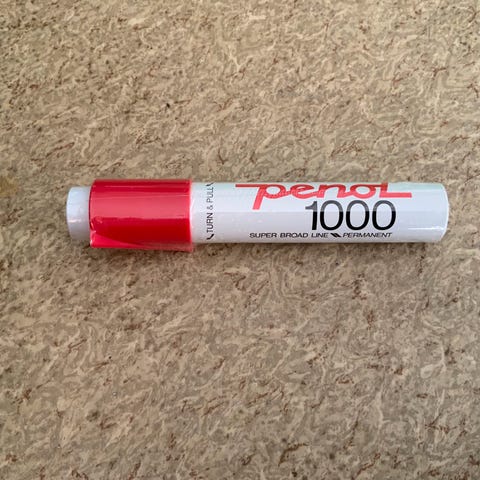 TURN & PULL
penol
1000
SUPER BROAD LINE PERMANENT